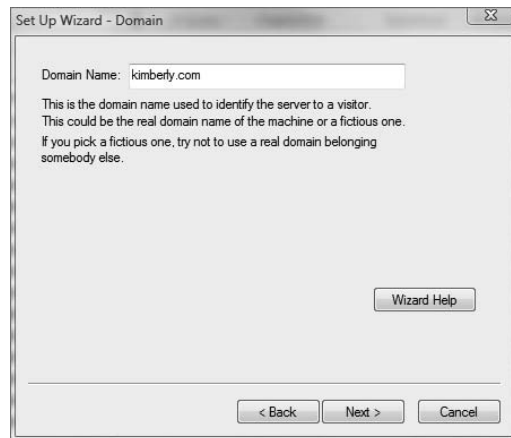 Set Up Wizard - Domain
Domain Name: kimberly.com
This is the domain name used to identify the server to a visitor.
This could be the real domain name of the machine or a fictious one.
If you pick a fictious one, try not to use a real domain belonging
somebody else.
Wizard Help
< Back Next > Cancel